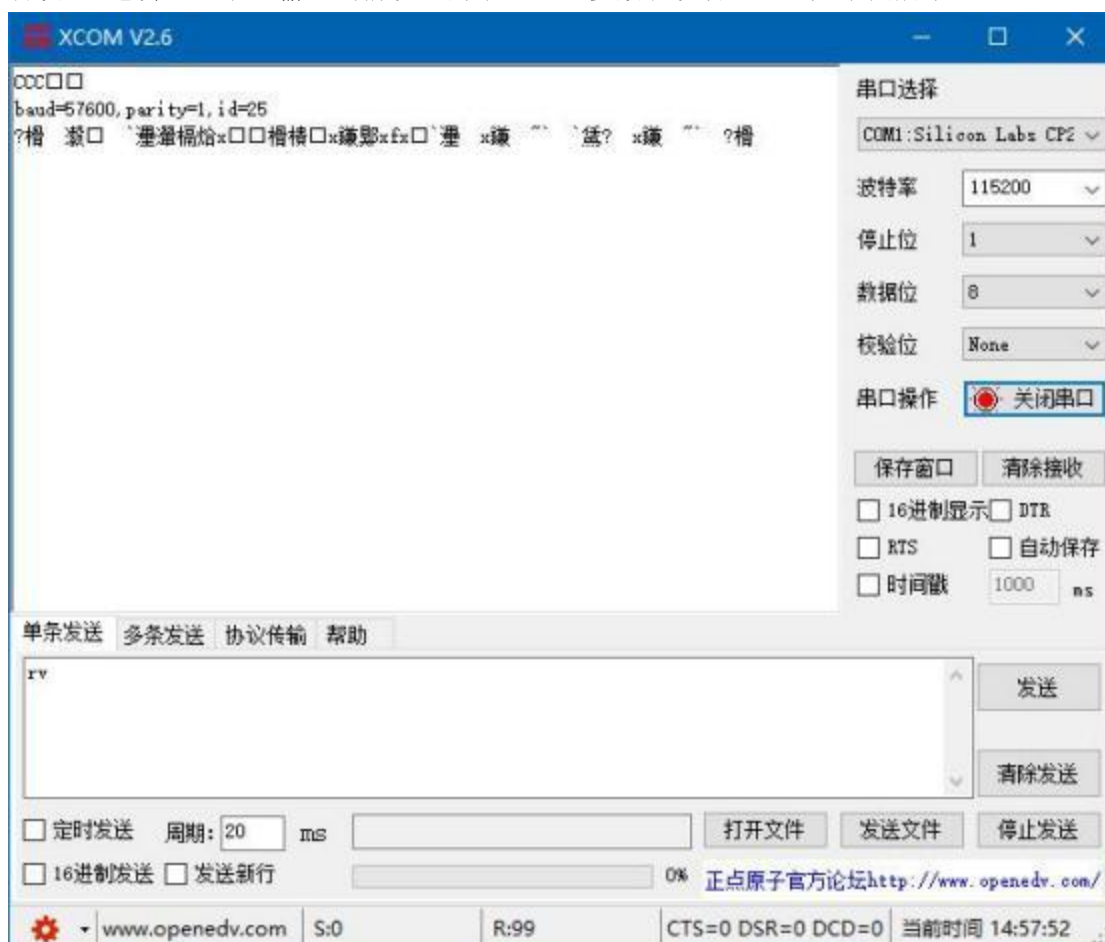 XCOM V2.6
CCC□□
baud=57600,parity=1,id=25
串口选择
COM1:Silicon Labs CP2
波特率 115200
停止位 1
数据位 8
校验位 None
串口操作 关闭串口
保存窗口 清除接收
16进制显示 DTR
RTS 自动保存
时间戳 1000 ms
单条发送 多条发送 协议传输 帮助
rv
发送
清除发送
定时发送 周期: 20 ms 打开文件 发送文件 停止发送
16进制发送 发送新行 0% 正点原子官方论坛http://www.openedv.com/
www.openedv.com S:0 R:99 CTS=0 DSR=0 DCD=0 当前时间 14:57:52